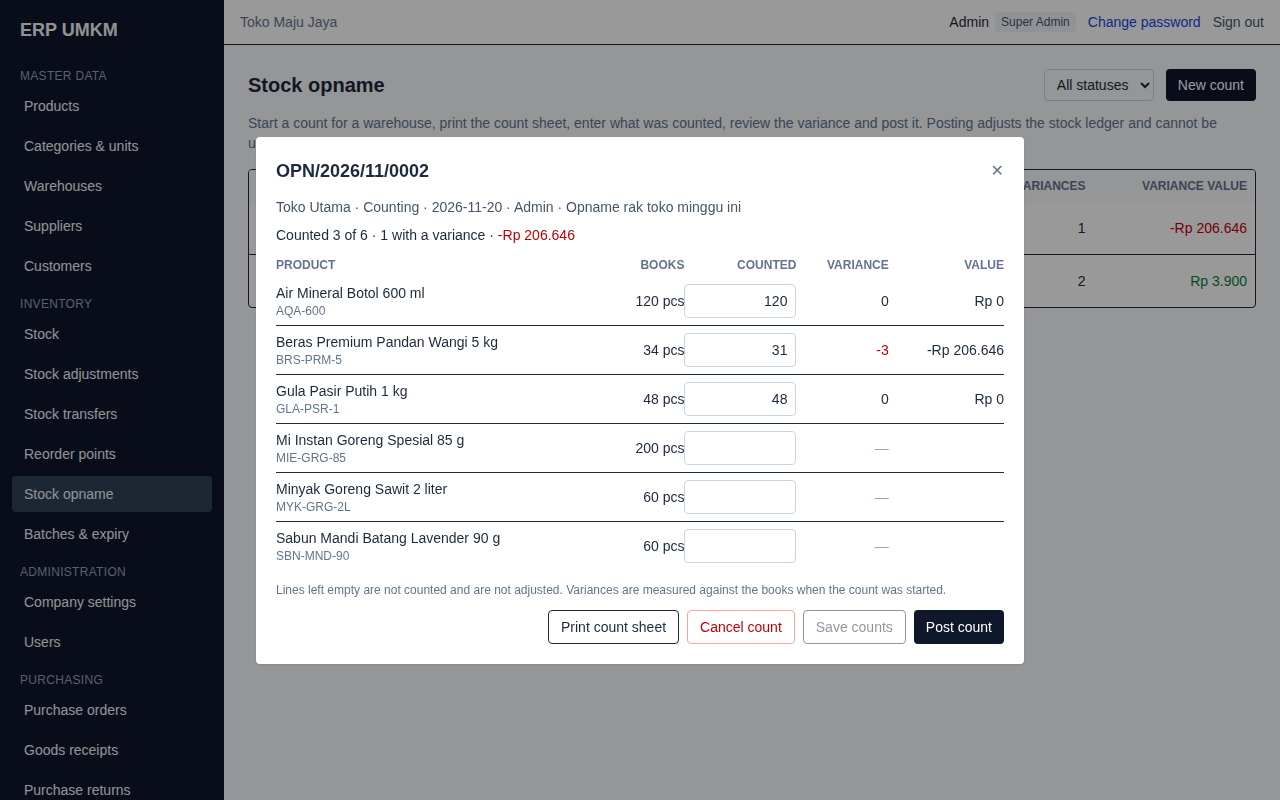 ERP UMKM
MASTER DATA
Products
Categories & units
Warehouses
Suppliers
Customers
INVENTORY
Stock
Stock adjustments
Stock transfers
Reorder points
Stock opname
Batches & expiry
ADMINISTRATION
Company settings
Users
PURCHASING
Purchase orders
Goods receipts
Purchase returns
Toko Maju Jaya
Admin Super Admin Change password Sign out
Stock opname
All statuses New count
Start a count for a warehouse, print the count sheet, enter what was counted, review the variance and post it. Posting adjusts the stock ledger and cannot be
VARIANCE VALUE
1 -Rp 206.646
2 Rp 3.900
OPN/2026/11/0002 ×
Toko Utama · Counting · 2026-11-20 · Admin · Opname rak toko minggu ini
Counted 3 of 6 · 1 with a variance · -Rp 206.646
PRODUCT BOOKS COUNTED VARIANCE VALUE
Air Mineral Botol 600 ml 120 pcs 120 0 Rp 0
AQA-600
Beras Premium Pandan Wangi 5 kg 34 pcs 31 -3 -Rp 206.646
BRS-PRM-5
Gula Pasir Putih 1 kg 48 pcs 48 0 Rp 0
GLA-PSR-1
Mi Instan Goreng Spesial 85 g 200 pcs —
MIE-GRG-85
Minyak Goreng Sawit 2 liter 60 pcs —
MYK-GRG-2L
Sabun Mandi Batang Lavender 90 g 60 pcs —
SBN-MND-90
Lines left empty are not counted and are not adjusted. Variances are measured against the books when the count was started.
Print count sheet Cancel count Save counts Post count